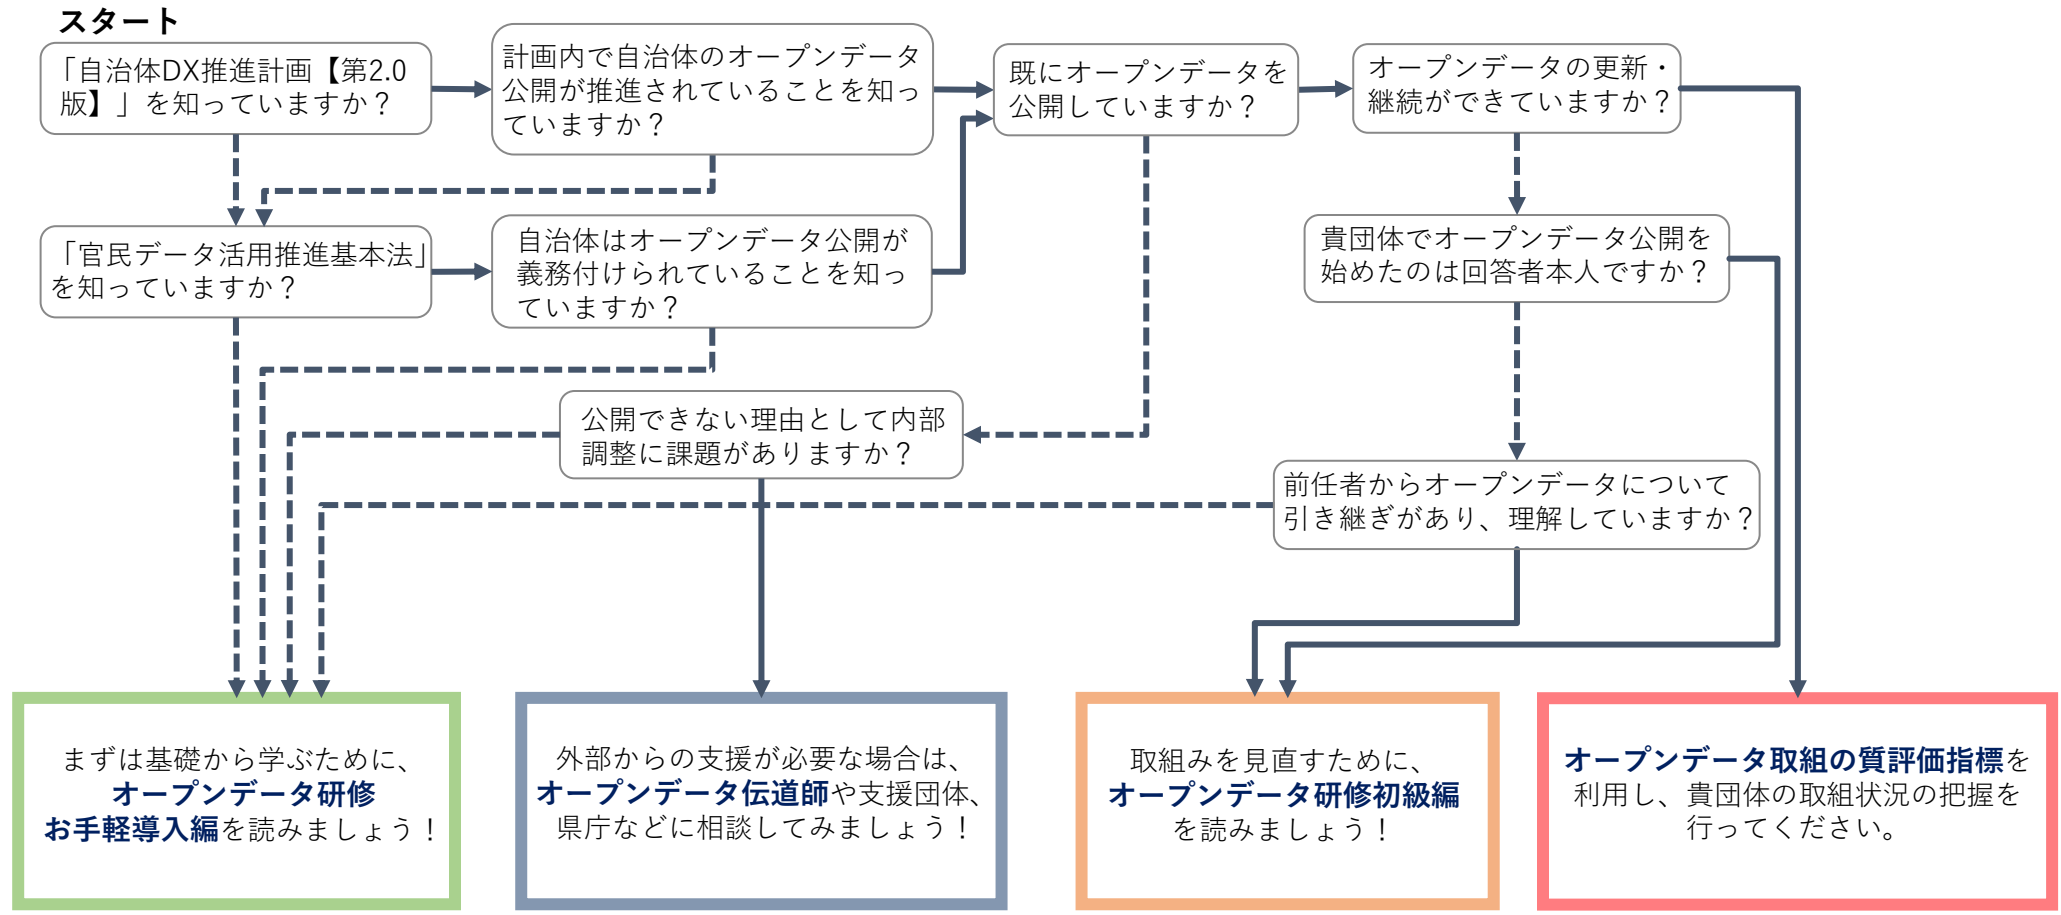 スタート
「自治体DX推進計画【第2.0
版】」を知っていますか？
計画内で自治体のオープンデータ
公開が推進されていることを知っ
ていますか？
既にオープンデータを
公開していますか？
オープンデータの更新・
継続ができていますか？
「官民データ活用推進基本法」
を知っていますか？
自治体はオープンデータ公開が
義務付けられていることを知っ
ていますか？
貴団体でオープンデータ公開を
始めたのは回答者本人ですか？
公開できない理由として内部
調整に課題がありますか？
前任者からオープンデータについて
引き継ぎがあり、理解していますか？
まずは基礎から学ぶために、
オープンデータ研修
お手軽導入編を読みましょう！
外部からの支援が必要な場合は、
オープンデータ伝道師や支援団体、
県庁などに相談してみましょう！
取組みを見直すために、
オープンデータ研修初級編
を読みましょう！
オープンデータ取組の質評価指標を
利用し、貴団体の取組状況の把握を
行ってください。